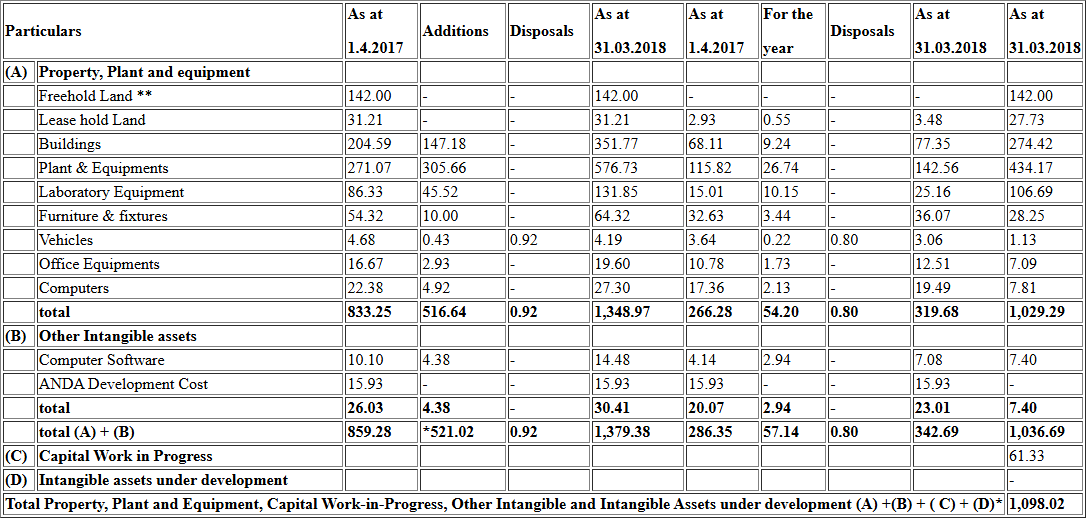 Particulars As at 1.4.2017 Additions Disposals As at 31.03.2018 As at 1.4.2017 For the year Disposals As at 31.03.2018 As at 31.03.2018
(A) Property, Plant and equipment
Freehold Land ** 142.00 - - 142.00 - - - - 142.00
Lease hold Land 31.21 - - 31.21 2.93 0.55 - 3.48 27.73
Buildings 204.59 147.18 - 351.77 68.11 9.24 - 77.35 274.42
Plant & Equipments 271.07 305.66 - 576.73 115.82 26.74 - 142.56 434.17
Laboratory Equipment 86.33 45.52 - 131.85 15.01 10.15 - 25.16 106.69
Furniture & fixtures 54.32 10.00 - 64.32 32.63 3.44 - 36.07 28.25
Vehicles 4.68 0.43 0.92 4.19 3.64 0.22 0.80 3.06 1.13
Office Equipments 16.67 2.93 - 19.60 10.78 1.73 - 12.51 7.09
Computers 22.38 4.92 - 27.30 17.36 2.13 - 19.49 7.81
total 833.25 516.64 0.92 1,348.97 266.28 54.20 0.80 319.68 1,029.29
(B) Other Intangible assets
Computer Software 10.10 4.38 - 14.48 4.14 2.94 - 7.08 7.40
ANDA Development Cost 15.93 - - 15.93 15.93 - - 15.93 -
total 26.03 4.38 - 30.41 20.07 2.94 - 23.01 7.40
total (A) + (B) 859.28 *521.02 0.92 1,379.38 286.35 57.14 0.80 342.69 1,036.69
(C) Capital Work in Progress 61.33
(D) Intangible assets under development -
Total Property, Plant and Equipment, Capital Work-in-Progress, Other Intangible and Intangible Assets under development (A) +(B) + ( C) + (D)* 1,098.02